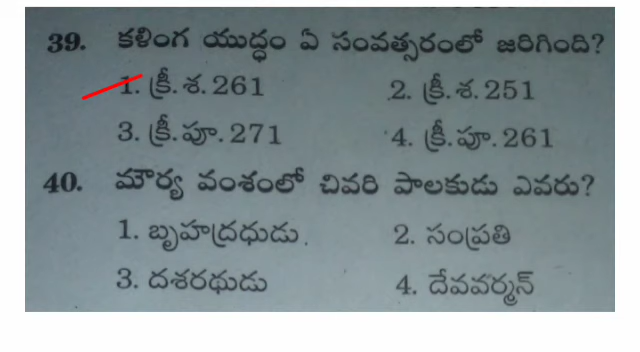 39. కళింగ యుద్ధం ఏ సంవత్సరంలో జరిగింది?
1. క్రీ.శ.261 2. క్రీ.శ.251
3. క్రీ.పూ.271 4. క్రీ.పూ.261
40. మౌర్య వంశంలో చివరి పాలకుడు ఎవరు?
1. బృహద్రధుడు. 2. సంప్రతి
3. దశరథుడు 4. దేవవర్మన్